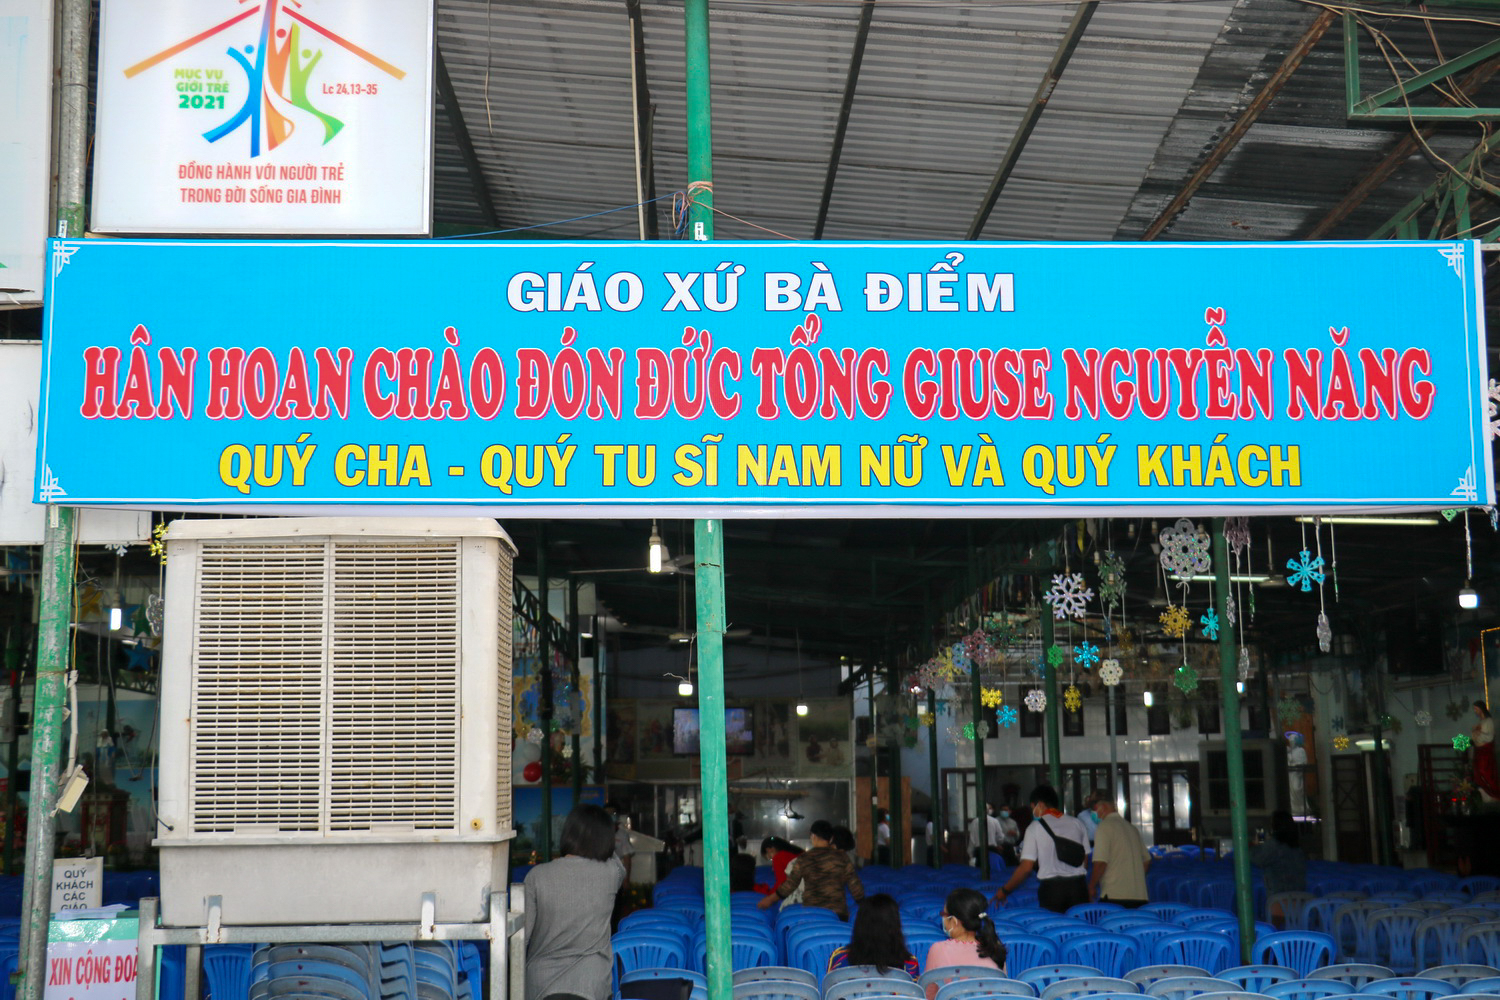 MỤC VỤ
GIỚI TRẺ
2021
Lc 24,13-35
ĐỒNG HÀNH VỚI NGƯỜI TRẺ
TRONG ĐỜI SỐNG GIA ĐÌNH
GIÁO XỨ BÀ ĐIỂM
HÂN HOAN CHÀO ĐÓN ĐỨC TỔNG GIUSE NGUYỄN NĂNG
QUÝ CHA - QUÝ TU SĨ NAM NỮ VÀ QUÝ KHÁCH
QUÝ
KHÁCH
CÁC
GIÁO
XIN CỘNG ĐOÀ